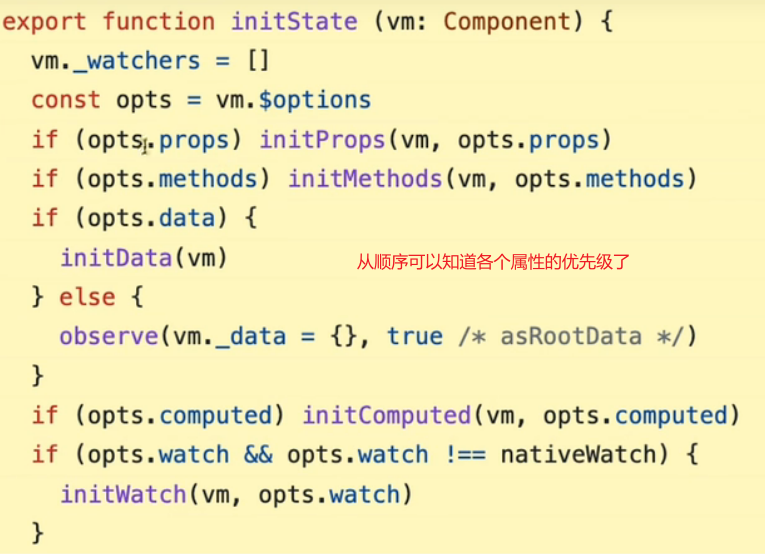 export function initState (vm: Component) {
vm._watchers = []
const opts = vm.$options
if (opts.props) initProps(vm, opts.props)
if (opts.methods) initMethods(vm, opts.methods)
if (opts.data) {
initData(vm)
从顺序可以知道各个属性的优先级了
} else {
observe(vm._data = {}, true /* asRootData */)
}
if (opts.computed) initComputed(vm, opts.computed)
if (opts.watch && opts.watch !== nativeWatch) {
initWatch(vm, opts.watch)
}